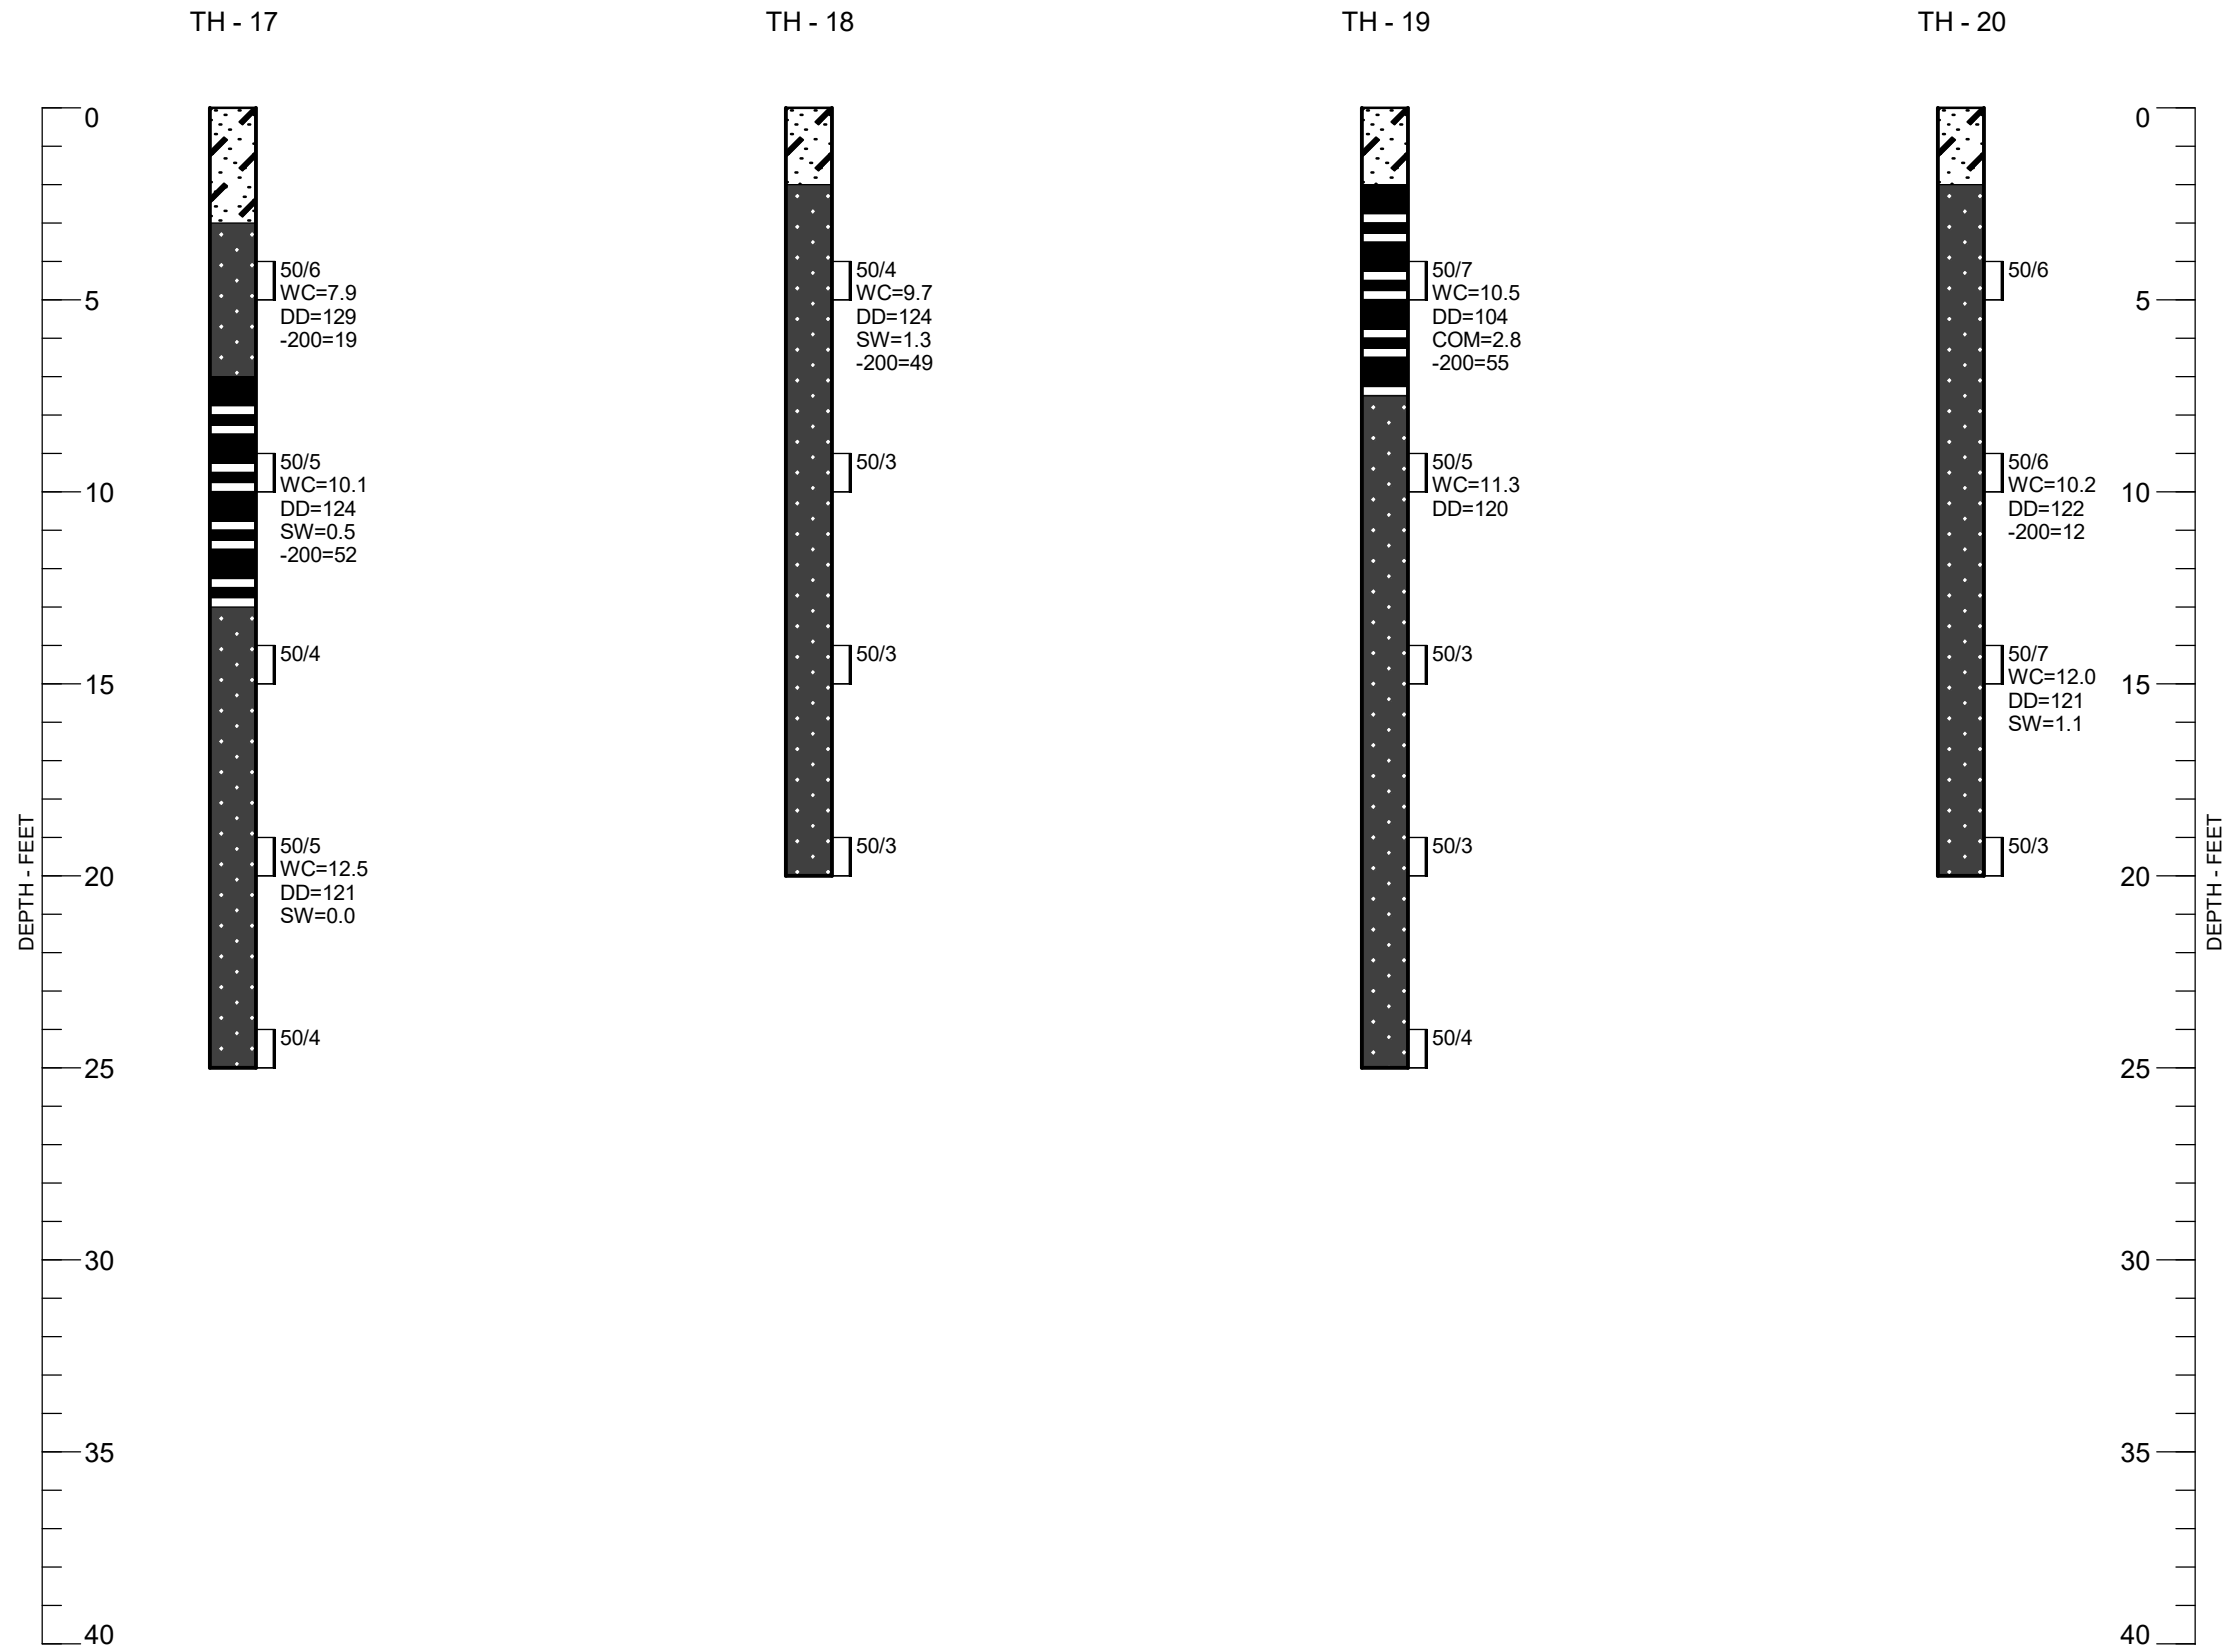 TH - 17
TH - 18
TH - 19
TH - 20
DEPTH - FEET
0
5
10
15
20
25
30
35
40
50/6
WC=7.9
DD=129
-200=19
50/5
WC=10.1
DD=124
SW=0.5
-200=52
50/4
50/5
WC=12.5
DD=121
SW=0.0
50/4
50/4
WC=9.7
DD=124
SW=1.3
-200=49
50/3
50/3
50/3
50/7
WC=10.5
DD=104
COM=2.8
-200=55
50/5
WC=11.3
DD=120
50/3
50/3
50/4
50/6
50/6
WC=10.2
DD=122
-200=12
50/7
WC=12.0
DD=121
SW=1.1
50/3
0
5
10
15
20
25
30
35
40
DEPTH - FEET